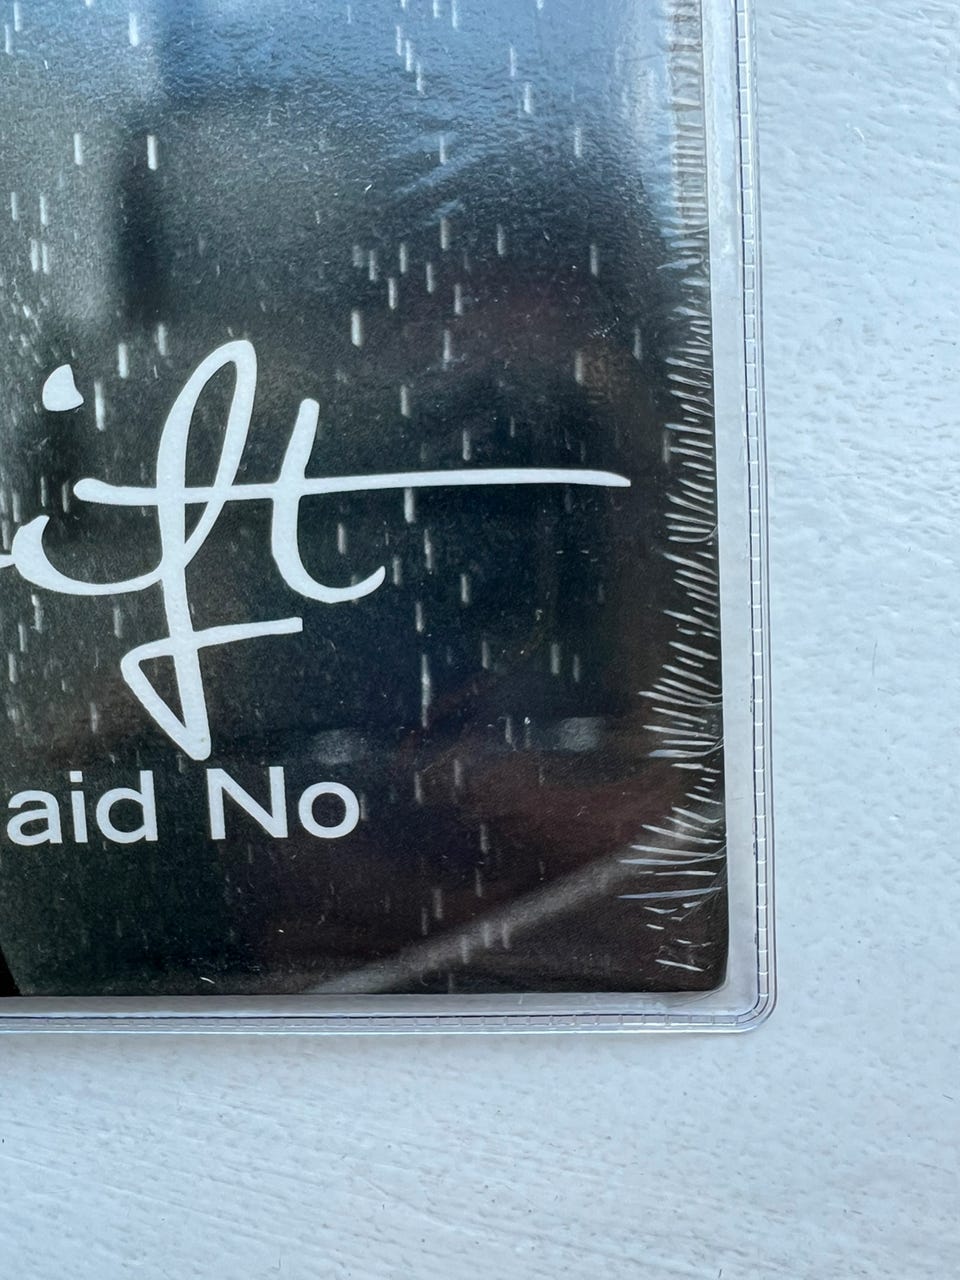 ift
aid No